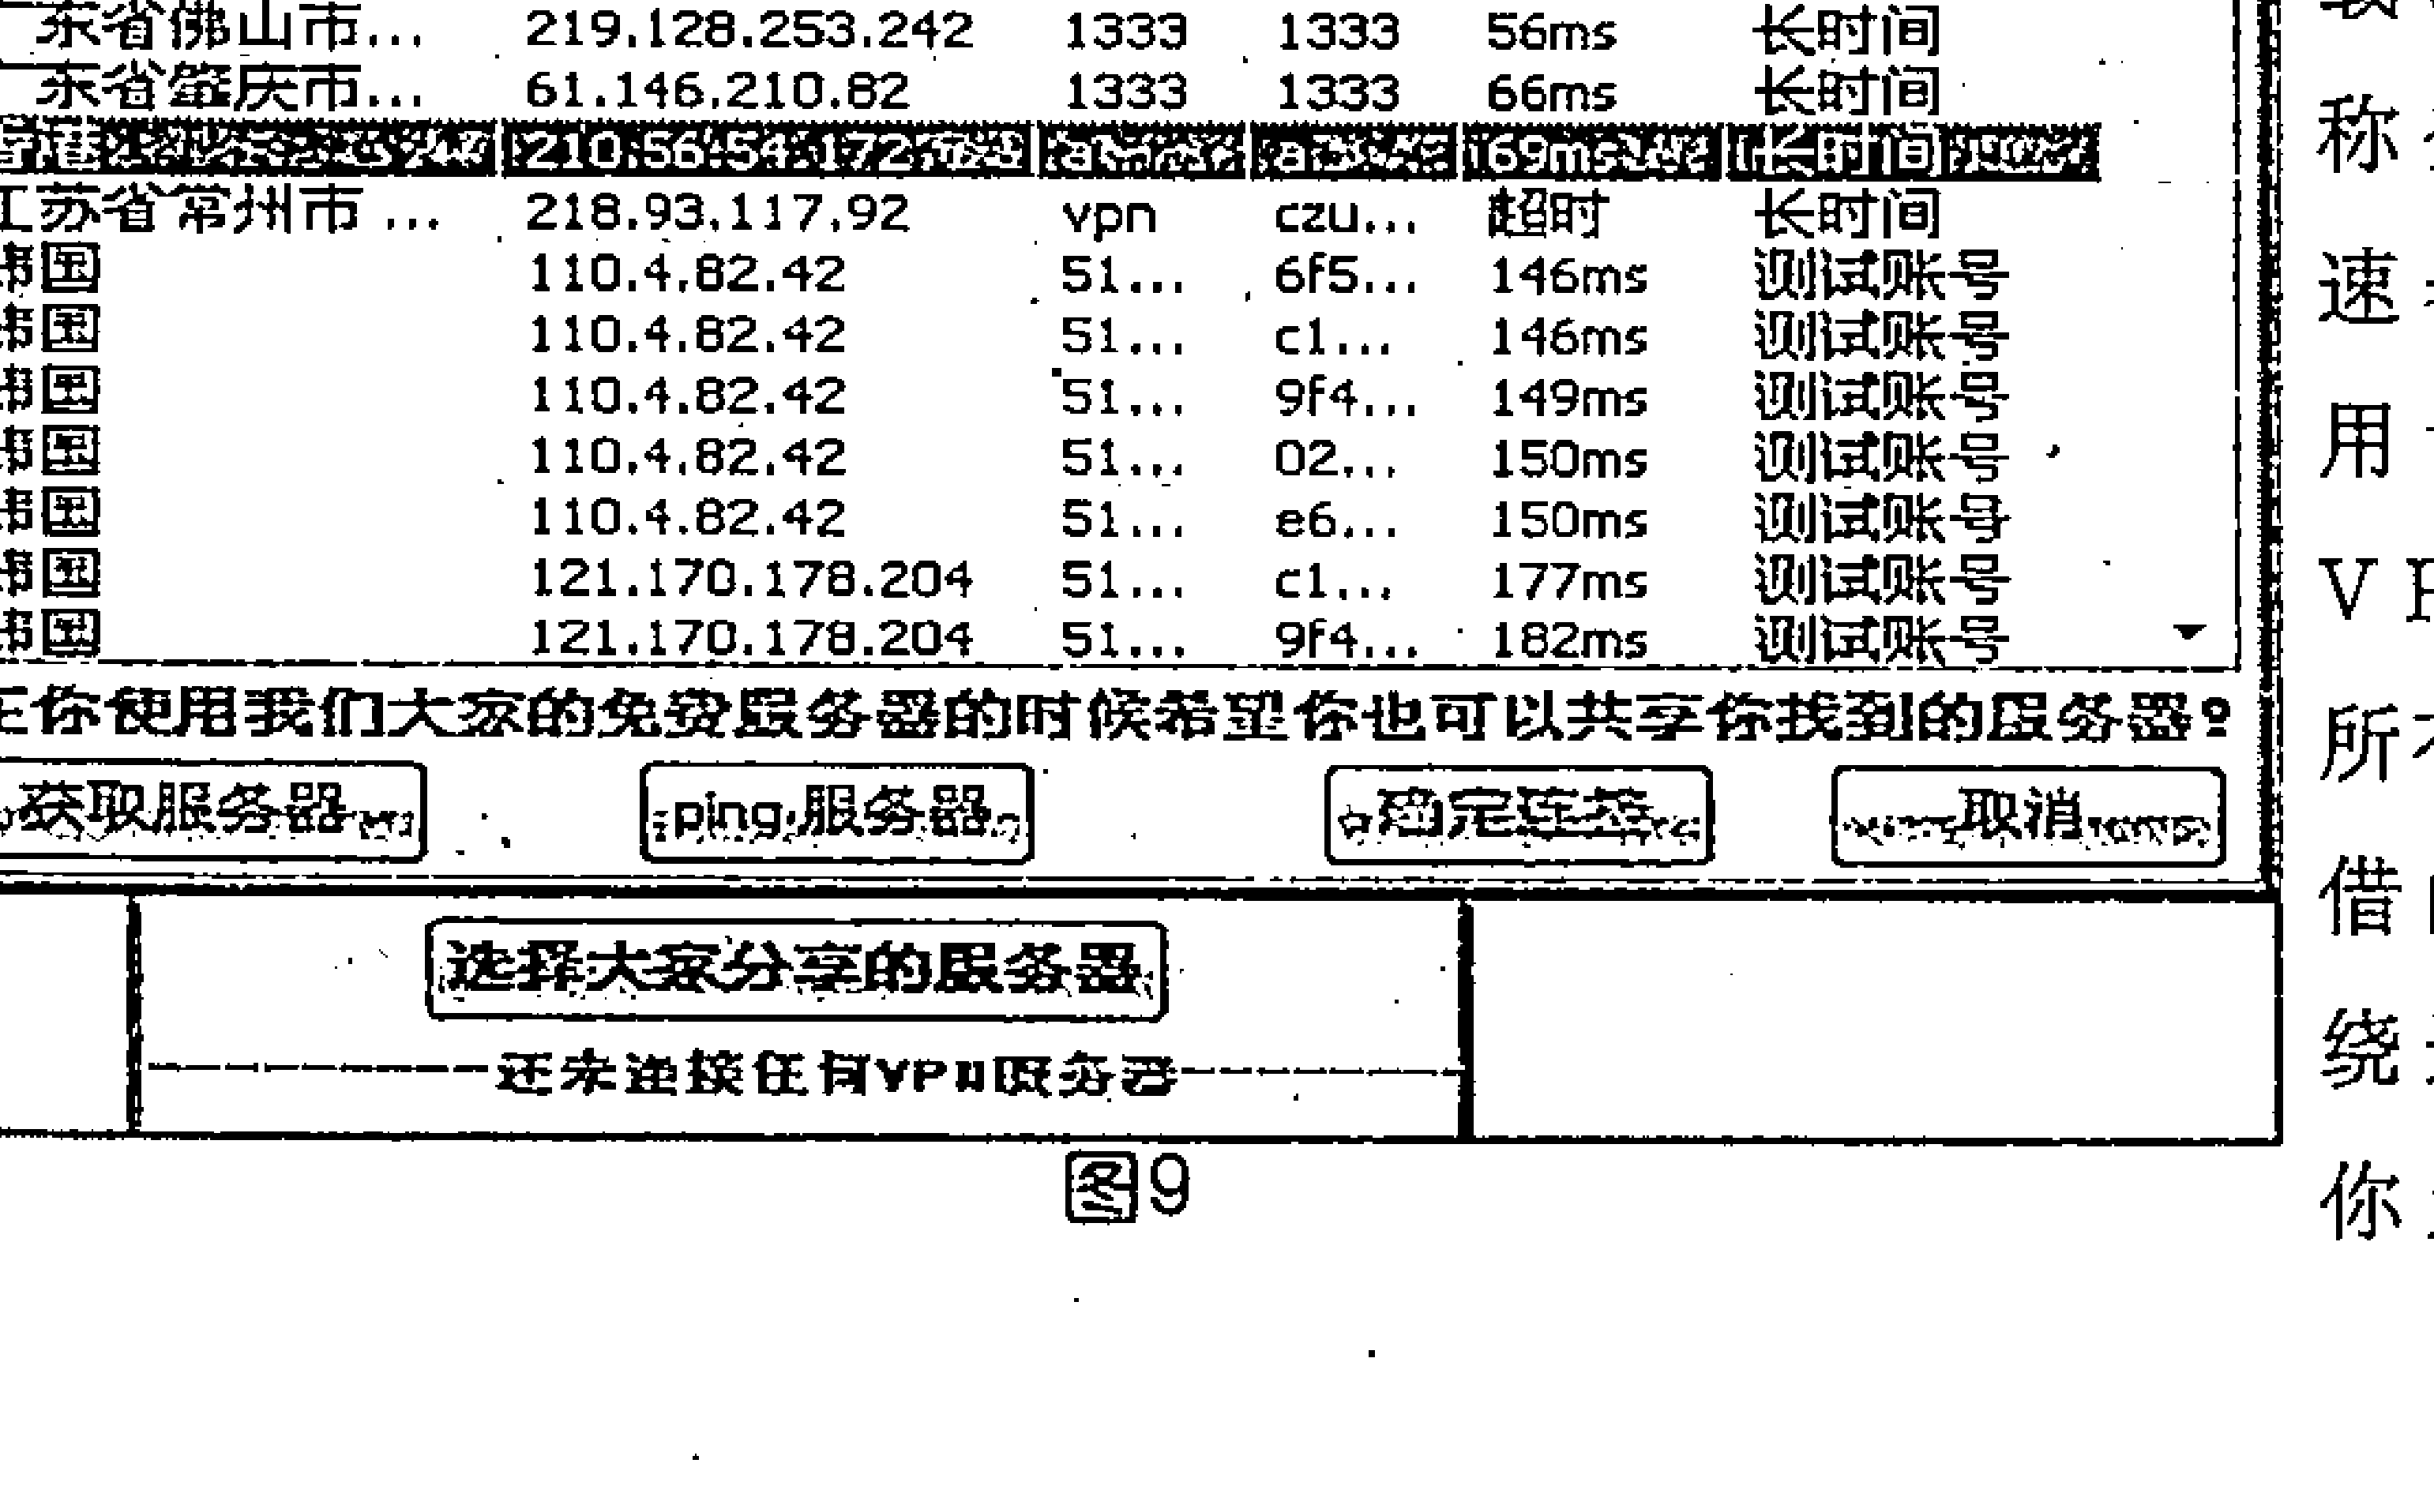 东省佛山市... 219.128.253.242 1333 1333 56ms 长时间
东省肇庆市... 61.146.210.82 1333 1333 66ms 长时间
香港 210.56.54.172 69ms 长时间
江苏省常州市 ... 218.93.117.92 vpn czu... 超时 长时间
韩国 110.4.82.42 51... 6f5... 146ms 测试账号
韩国 110.4.82.42 51... c1... 146ms 测试账号
韩国 110.4.82.42 51... 9f4... 149ms 测试账号
韩国 110.4.82.42 51... 02... 150ms 测试账号
韩国 110.4.82.42 51... e6... 150ms 测试账号
韩国 121.170.178.204 51... c1... 177ms 测试账号
韩国 121.170.178.204 51... 9f4... 182ms 测试账号
在你使用我们大家的免费服务器的时候希望你也可以共享你找到的服务器!
获取服务器 ping服务器 确定连接 取消
选择大家分享的服务器
还未连接任何VPN服务器
图9
称
速
用
V
所
借
绕
你